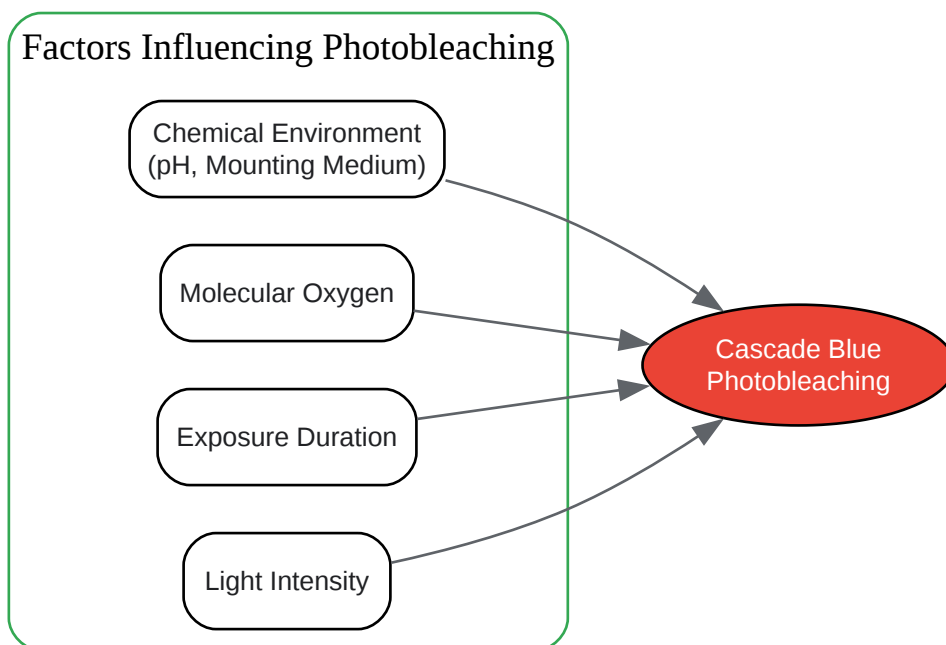 Factors Influencing Photobleaching
Chemical Environment
(pH, Mounting Medium)
Molecular Oxygen
Exposure Duration
Light Intensity
Cascade Blue
Photobleaching